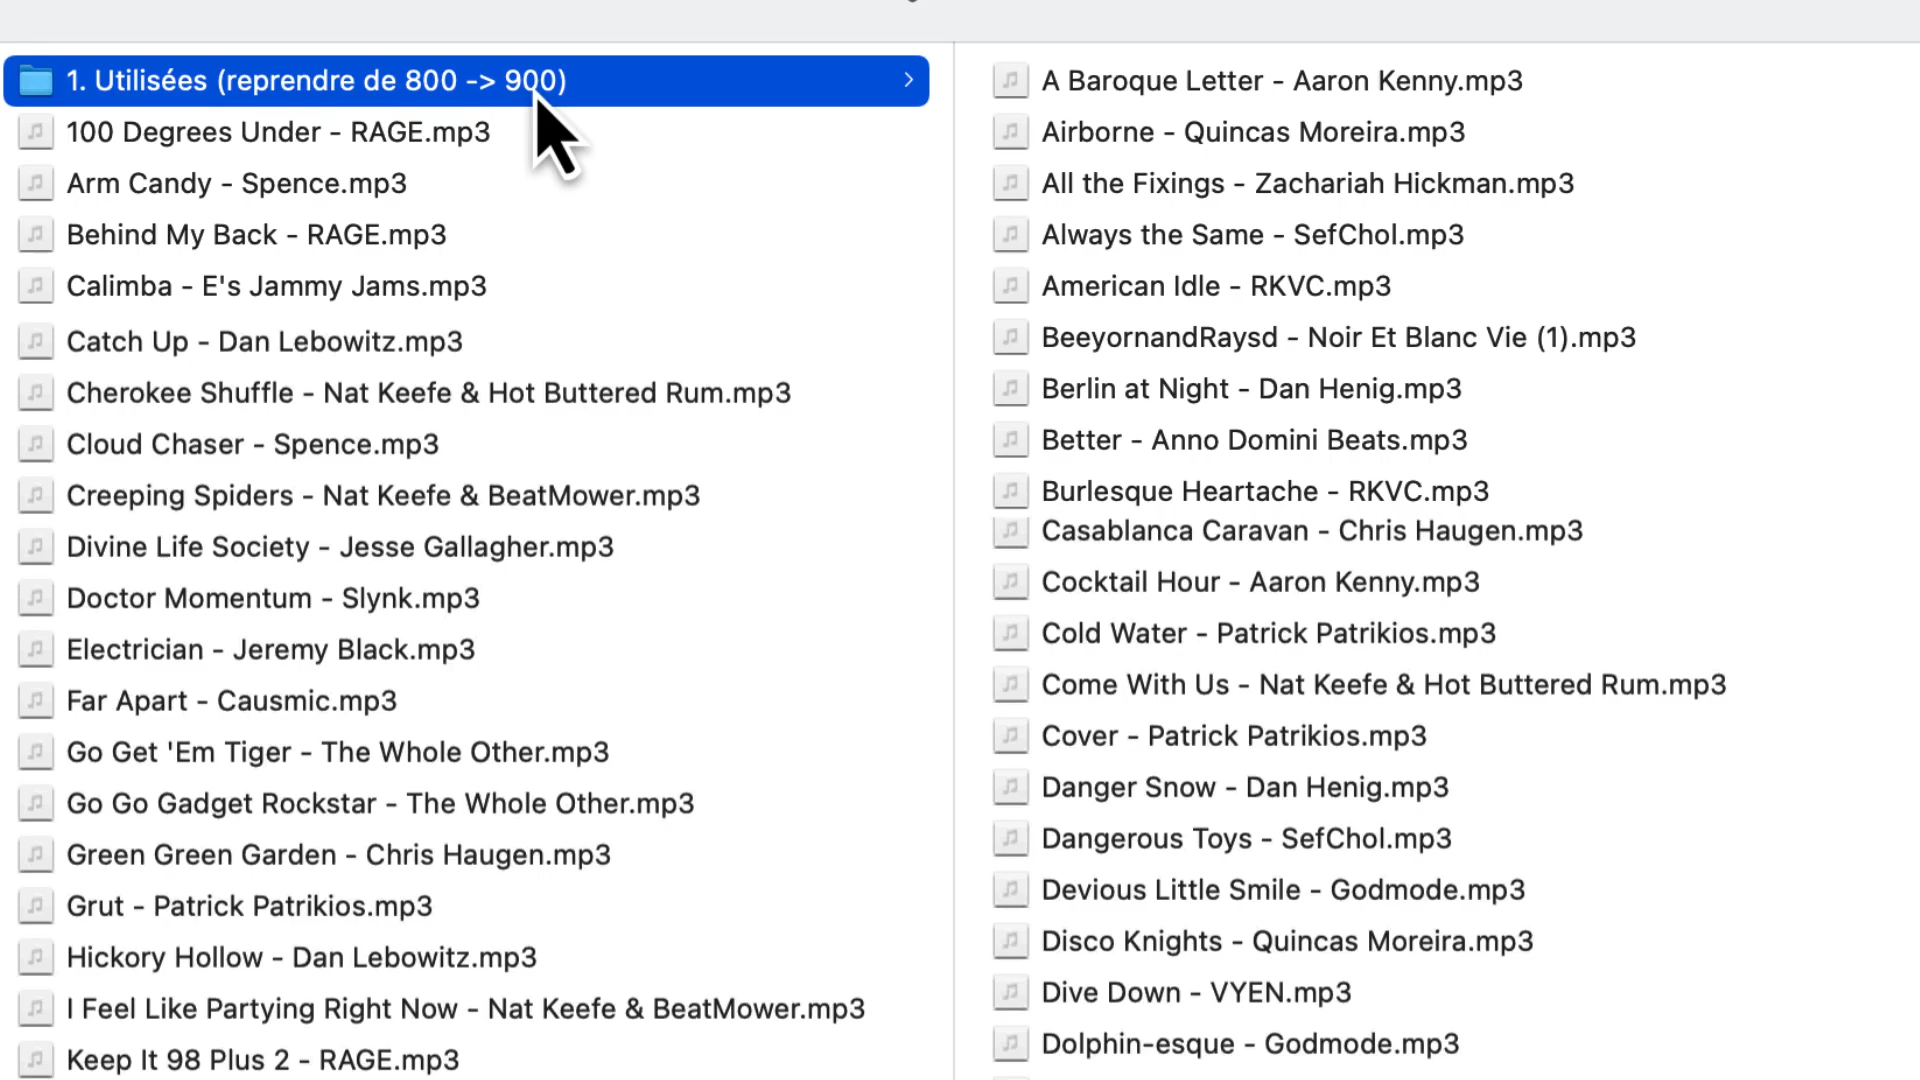 1. Utilisées (reprendre de 800 -> 900)
100 Degrees Under - RAGE.mp3
Arm Candy - Spence.mp3
Behind My Back - RAGE.mp3
Calimba - E's Jammy Jams.mp3
Catch Up - Dan Lebowitz.mp3
Cherokee Shuffle - Nat Keefe & Hot Buttered Rum.mp3
Cloud Chaser - Spence.mp3
Creeping Spiders - Nat Keefe & BeatMower.mp3
Divine Life Society - Jesse Gallagher.mp3
Doctor Momentum - Slynk.mp3
Electrician - Jeremy Black.mp3
Far Apart - Causmic.mp3
Go Get 'Em Tiger - The Whole Other.mp3
Go Go Gadget Rockstar - The Whole Other.mp3
Green Green Garden - Chris Haugen.mp3
Grut - Patrick Patrikios.mp3
Hickory Hollow - Dan Lebowitz.mp3
I Feel Like Partying Right Now - Nat Keefe & BeatMower.mp3
Keep It 98 Plus 2 - RAGE.mp3
A Baroque Letter - Aaron Kenny.mp3
Airborne - Quincas Moreira.mp3
All the Fixings - Zachariah Hickman.mp3
Always the Same - SefChol.mp3
American Idle - RKVC.mp3
BeeyornandRaysd - Noir Et Blanc Vie (1).mp3
Berlin at Night - Dan Henig.mp3
Better - Anno Domini Beats.mp3
Burlesque Heartache - RKVC.mp3
Casablanca Caravan - Chris Haugen.mp3
Cocktail Hour - Aaron Kenny.mp3
Cold Water - Patrick Patrikios.mp3
Come With Us - Nat Keefe & Hot Buttered Rum.mp3
Cover - Patrick Patrikios.mp3
Danger Snow - Dan Henig.mp3
Dangerous Toys - SefChol.mp3
Devious Little Smile - Godmode.mp3
Disco Knights - Quincas Moreira.mp3
Dive Down - VYEN.mp3
Dolphin-esque - Godmode.mp3